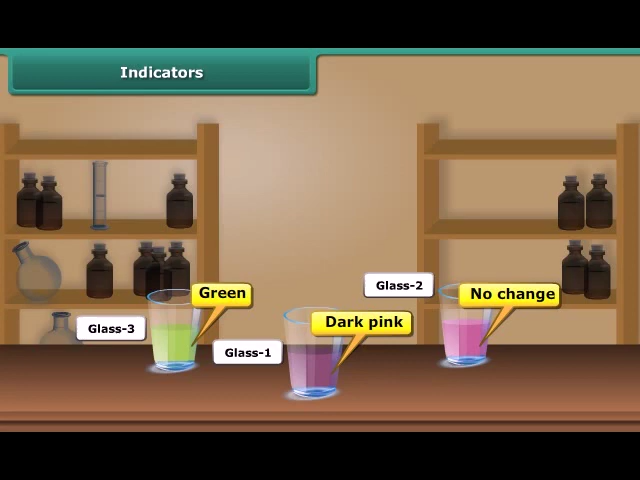 Indicators
Glass-3
Green
Glass-1
Dark pink
Glass-2
No change